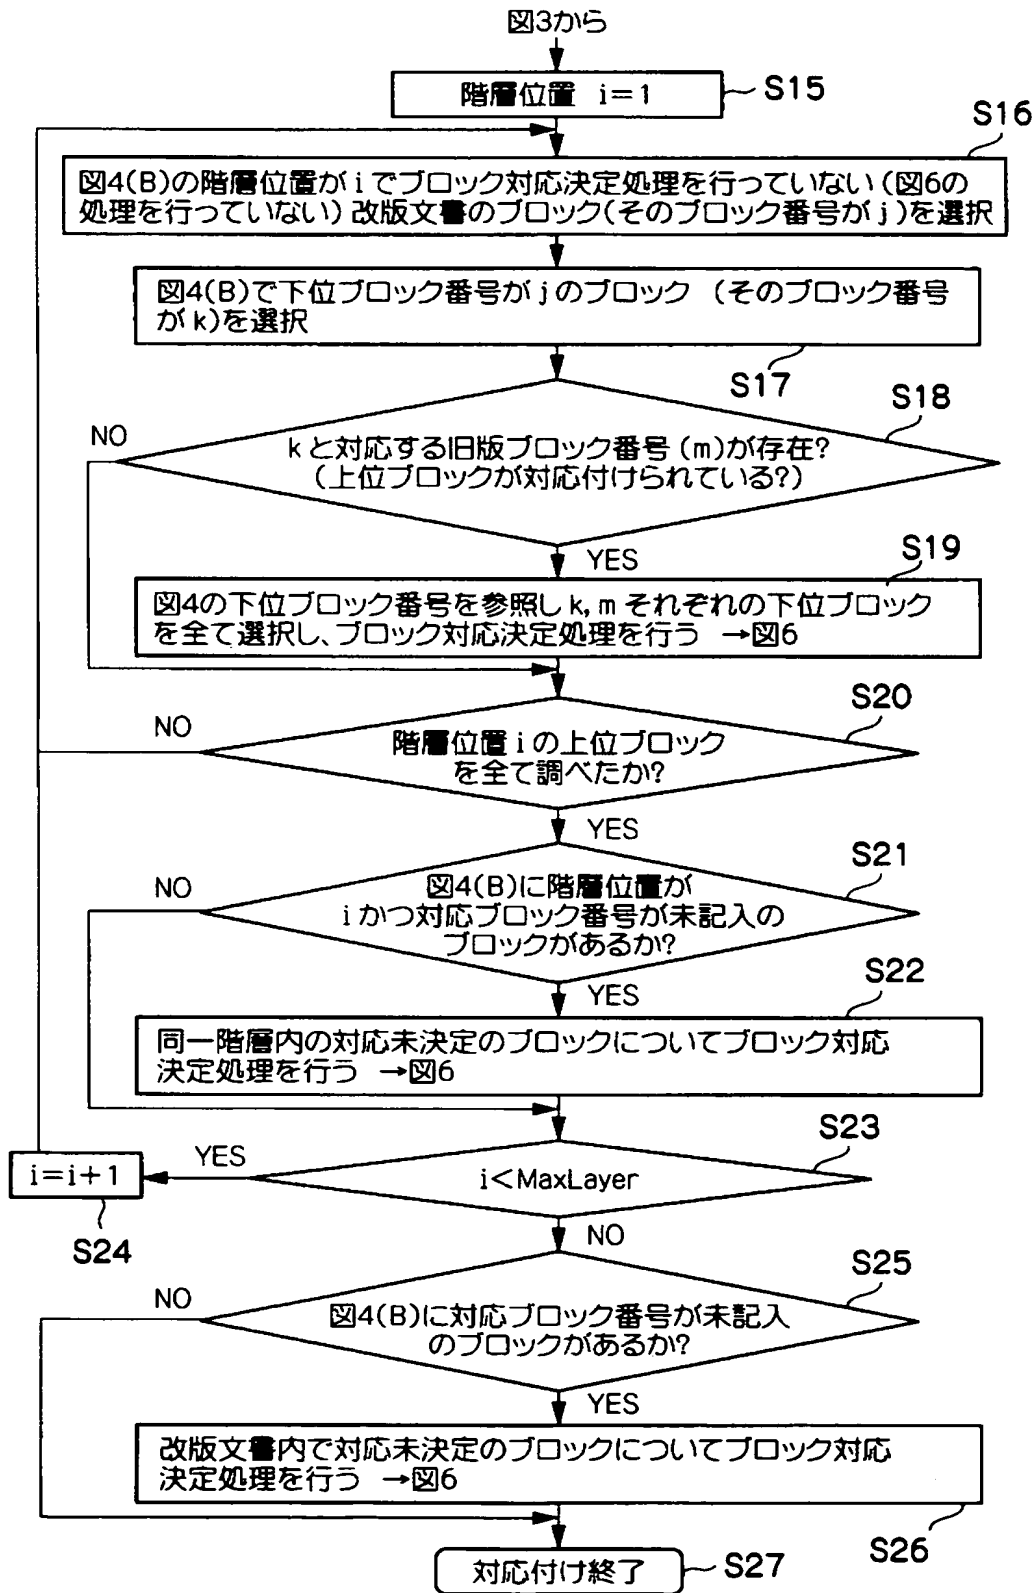 図3から
階層位置 i=1
S15
S16
図4(B)の階層位置が i でブロック対応決定処理を行っていない (図6の
処理を行っていない) 改版文書のブロック(そのブロック番号が j )を選択
図4(B)で下位ブロック番号が j のブロック (そのブロック番号
が k)を選択
S17
S18
NO
k と対応する旧版ブロック番号 (m)が存在?
(上位ブロックが対応付けられている?)
YES
S19
図4の下位ブロック番号を参照し k, m それぞれの下位ブロック
を全て選択し、ブロック対応決定処理を行う →図6
S20
NO
階層位置 i の上位ブロック
を全て調べたか?
YES
S21
NO
図4(B)に階層位置が
i かつ対応ブロック番号が未記入の
ブロックがあるか?
YES
S22
同一階層内の対応未決定のブロックについてブロック対応
決定処理を行う →図6
S23
YES
i<MaxLayer
i=i+1
S24
NO
S25
NO
図4(B)に対応ブロック番号が未記入
のブロックがあるか?
YES
改版文書内で対応未決定のブロックについてブロック対応
決定処理を行う →図6
S26
対応付け終了
S27